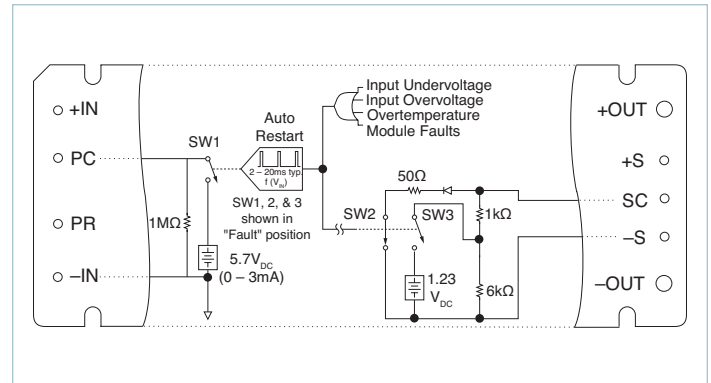 +IN
PC
PR
–IN
SW1
1MΩ
5.7V_DC
(0 – 3mA)
Auto
Restart
2 – 20ms typ.
f (V_IN)
SW1, 2, & 3
shown in
"Fault" position
Input Undervoltage
Input Overvoltage
Overtemperature
Module Faults
50Ω
SW2
SW3
1kΩ
1.23
V_DC
6kΩ
+OUT
+S
SC
–S
–OUT